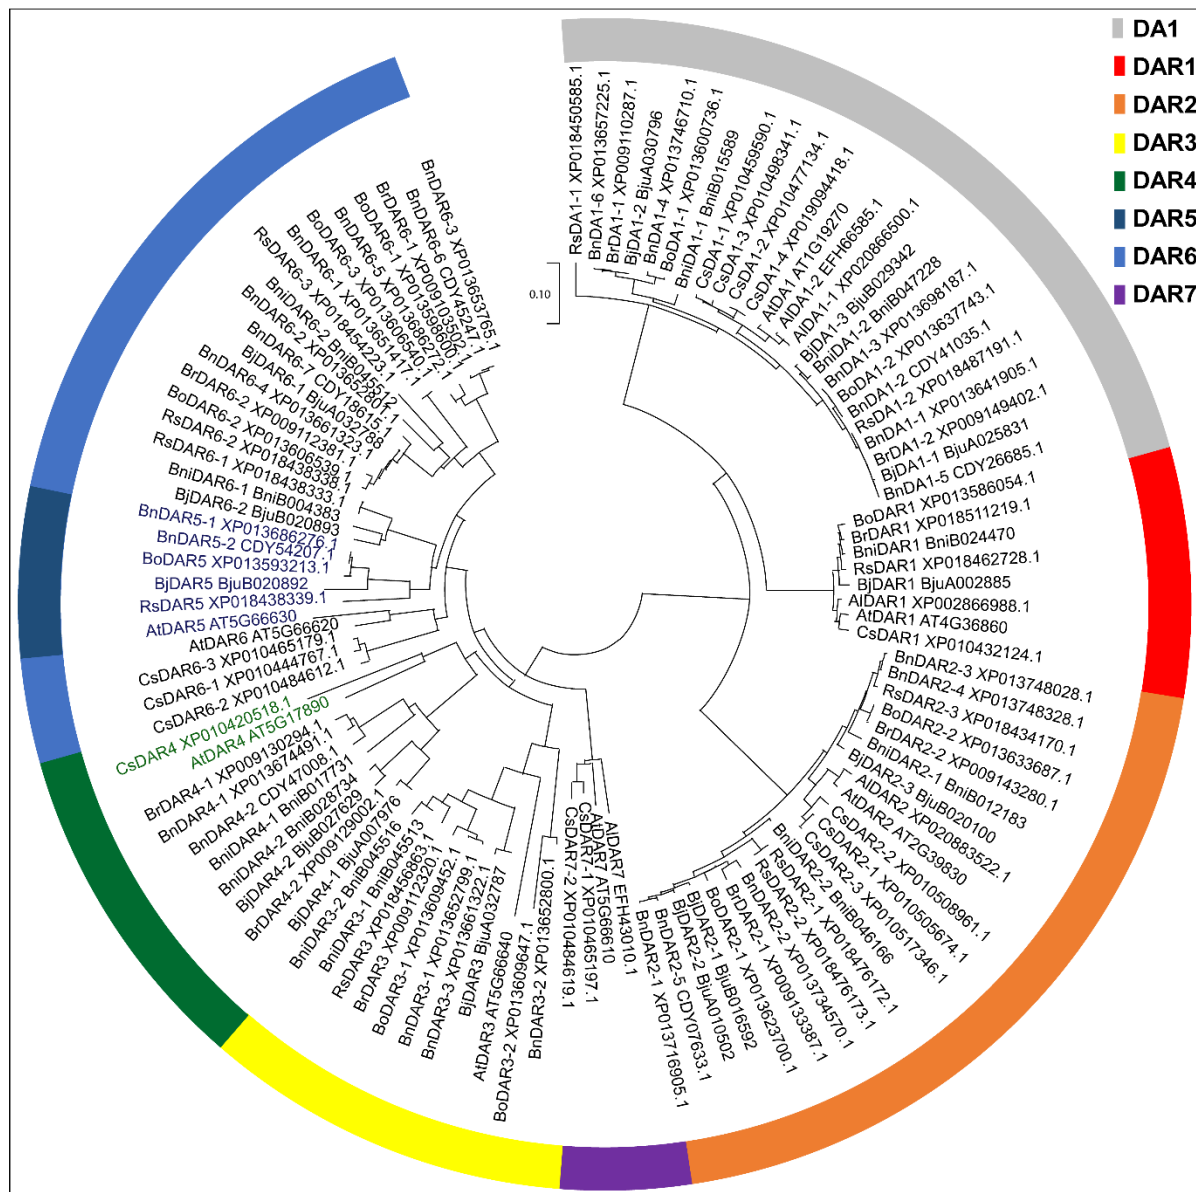 DA1
DAR1
DAR2
DAR3
DAR4
DAR5
DAR6
DAR7
0.10
RsDA1-1 XP018450585.1
BnDA1-6 XP013657225.1
BrDA1-1 XP009110287.1
BjDA1-2 BjuA030796
BnDA1-4 XP013746710.1
BoDA1-1 XP013600736.1
BniDA1-1 BniB015589
CsDA1-1 XP010459590.1
CsDA1-3 XP010498341.1
CsDA1-2 XP010477134.1
CsDA1-4 XP019094418.1
AtDA1 AT1G19270
AlDA1-2 EFH66585.1
AlDA1-1 XP020866500.1
BjDA1-3 BjuB029342
BniDA1-2 BniB047228
BnDA1-3 XP013698187.1
BoDA1-2 XP013637743.1
BnDA1-2 CDY41035.1
RsDA1-2 XP018487191.1
BnDA1-1 XP013641905.1
BrDA1-2 XP009149402.1
BjDA1-1 BjuA025831
BnDA1-5 CDY26685.1
BoDAR1 XP013586054.1
BrDAR1 XP018511219.1
BniDAR1 BniB024470
RsDAR1 XP018462728.1
BjDAR1 BjuA002885
AlDAR1 XP002866988.1
AtDAR1 AT4G36860
CsDAR1 XP010432124.1
BnDAR2-3 XP013748028.1
BnDAR2-4 XP013748328.1
RsDAR2-3 XP018434170.1
BoDAR2-2 XP013633687.1
BrDAR2-2 XP009143280.1
BniDAR2-1 BniB012183
BjDAR2-3 BjuB020100
AlDAR2 XP020883522.1
AtDAR2 AT2G39830
CsDAR2-2 XP010508961.1
CsDAR2-1 XP010505674.1
CsDAR2-3 XP010517346.1
BniDAR2-2 BniB046166
RsDAR2-1 XP018476172.1
RsDAR2-2 XP018476173.1
BnDAR2-2 XP013734570.1
BrDAR2-1 XP009133387.1
BoDAR2-1 XP013623700.1
BjDAR2-1 BjuB016592
BjDAR2-2 BjuA010502
BnDAR2-5 CDY07633.1
BnDAR2-1 XP013716905.1
AlDAR7 EFH43010.1
AtDAR7 AT5G66610
CsDAR7-1 XP010465197.1
CsDAR7-2 XP010484619.1
BnDAR3-2 XP013652800.1
BoDAR3-2 XP013609647.1
AtDAR3 AT5G66640
BjDAR3 BjuA032787
BnDAR3-3 XP013661322.1
BnDAR3-1 XP013652799.1
BoDAR3-1 XP013609452.1
BrDAR3 XP009112320.1
RsDAR3 XP018456863.1
BniDAR3-1 BniB045513
BniDAR3-2 BniB045516
BjDAR4-1 BjuA007976
BrDAR4-2 XP009129002.1
BjDAR4-2 BjuB027629
BniDAR4-2 BniB028734
BniDAR4-1 BniB017731
BnDAR4-2 CDY47008.1
BnDAR4-1 XP013674491.1
BrDAR4-1 XP009130294.1
AtDAR4 AT5G17890
CsDAR4 XP010420518.1
CsDAR6-2 XP010484612.1
CsDAR6-1 XP010444767.1
CsDAR6-3 XP010465179.1
AtDAR6 AT5G66620
AtDAR5 AT5G66630
RsDAR5 XP018438339.1
BjDAR5 BjuB020892
BoDAR5 XP013593213.1
BnDAR5-2 CDY54207.1
BnDAR5-1 XP013686276.1
BjDAR6-2 BjuB020893
BniDAR6-1 BniB004383
RsDAR6-1 XP018438333.1
RsDAR6-2 XP018438338.1
BoDAR6-2 XP013606539.1
BrDAR6-2 XP009112381.1
BnDAR6-4 XP013661323.1
BjDAR6-1 BjuA032788
BnDAR6-7 CDY18615.1
BnDAR6-2 XP013652801.1
BniDAR6-2 BniB045512
RsDAR6-3 XP018454223.1
BnDAR6-1 XP013665147.1
BoDAR6-3 XP013606540.1
BnDAR6-5 XP013686272.1
BoDAR6-1 XP013598600.1
BrDAR6-1 XP009103502.1
BnDAR6-6 CDY45247.1
BnDAR6-3 XP013653765.1